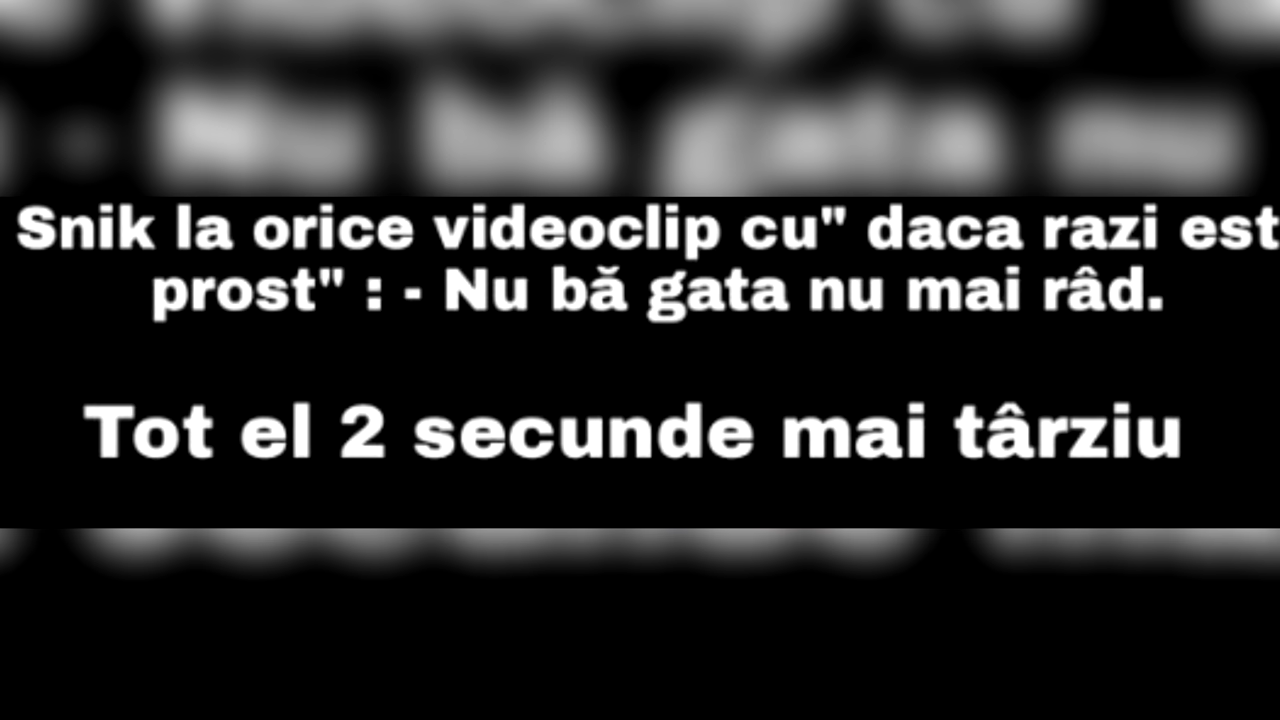 Snik la orice videoclip cu" daca razi est
prost" : - Nu bă gata nu mai râd.
Tot el 2 secunde mai târziu